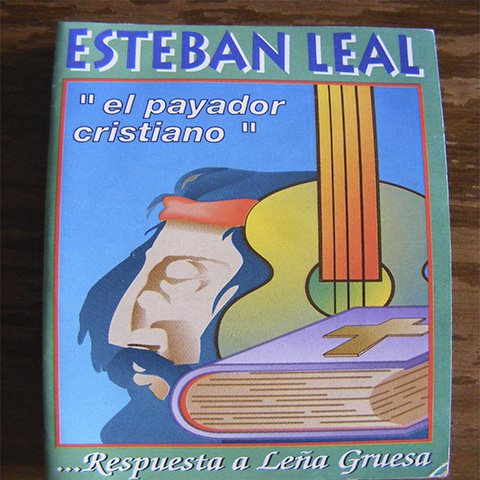 ESTEBAN LEAL
" el payador
cristiano "
...Respuesta a Leña Gruesa